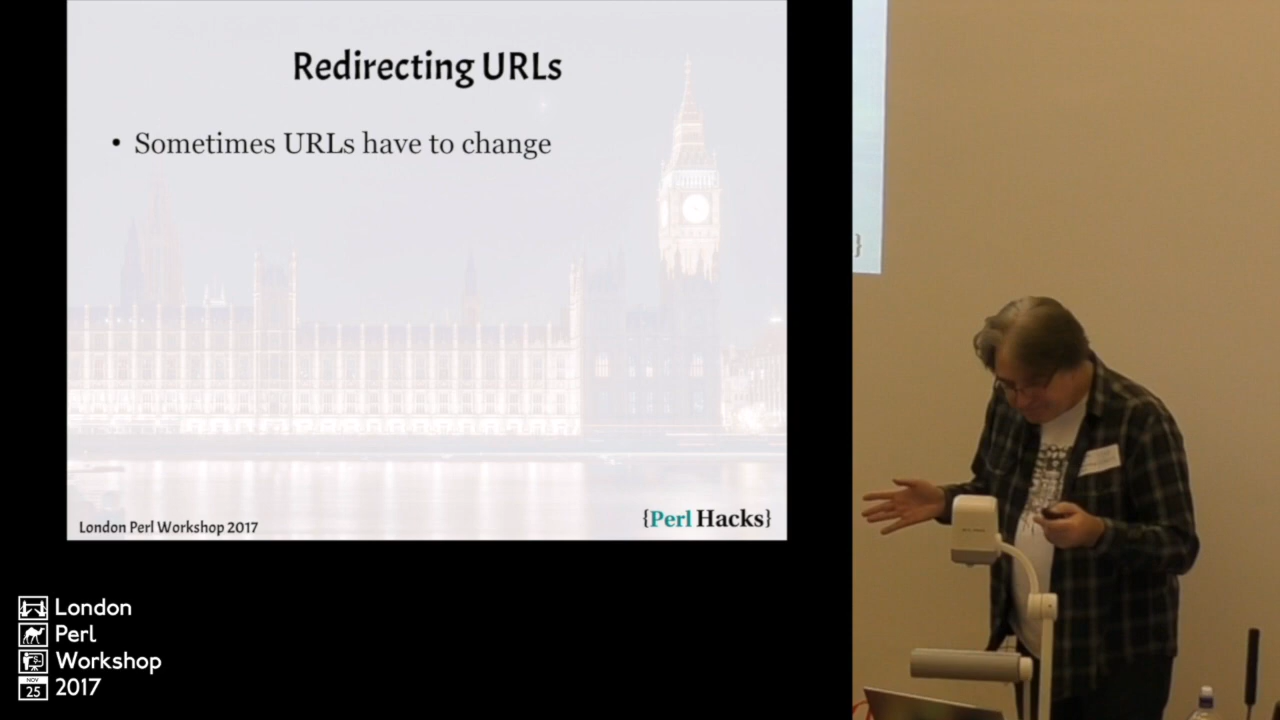 Redirecting URLs
• Sometimes URLs have to change
London Perl Workshop 2017
{Perl Hacks}
London
Perl
Workshop
NOV
25
2017